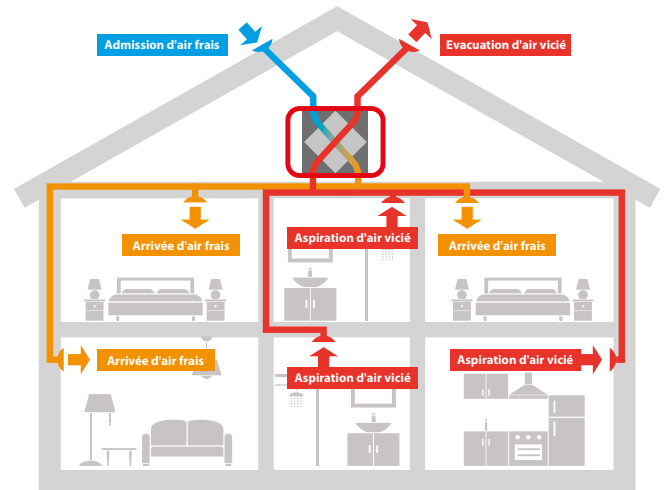 Admission d'air frais
Evacuation d'air vicié
Aspiration d'air vicié
Arrivée d'air frais
Arrivée d'air frais
Arrivée d'air frais
Aspiration d'air vicié
Aspiration d'air vicié